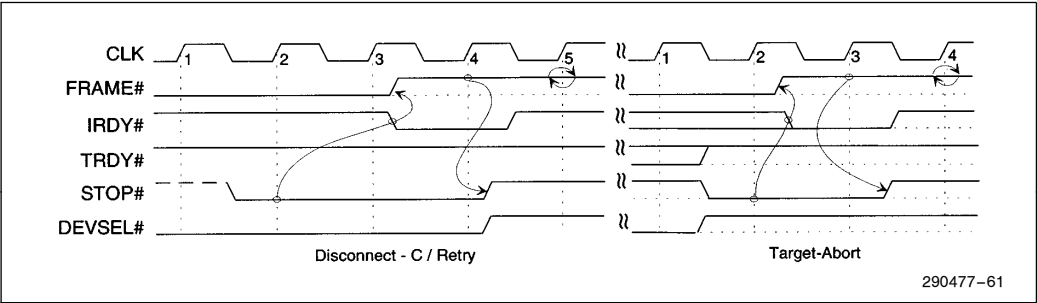 CLK 1 2 3 4 5 1 2 3 4
FRAME#
IRDY#
TRDY#
STOP#
DEVSEL#
Disconnect - C / Retry Target-Abort
290477–61